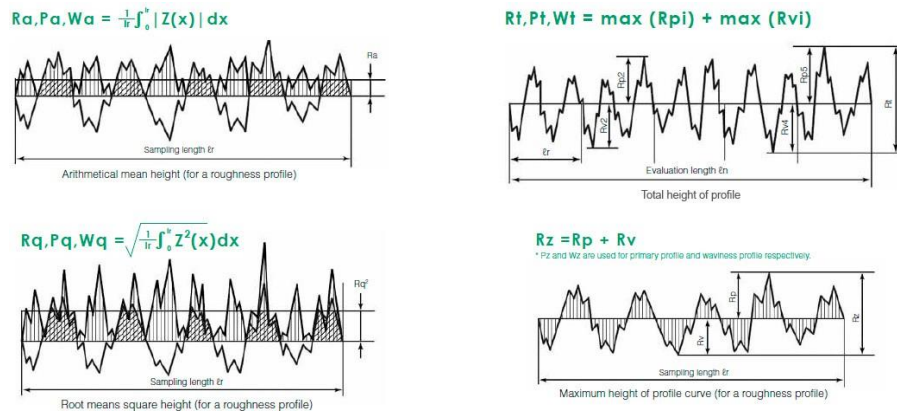 Ra,Pa,Wa = 1/lr ∫₀ˡʳ | Z(x) | dx
Ra
Sampling length ℓr
Arithmetical mean height (for a roughness profile)
Rt,Pt,Wt = max (Rpi) + max (Rvi)
Rp2
Rp5
Rt
Rv2
Rv4
ℓr
Evaluation length ℓn
Total height of profile
Rq,Pq,Wq = √(1/lr ∫₀ˡʳ Z²(x)dx
Rq²
Sampling length ℓr
Root means square height (for a roughness profile)
Rz =Rp + Rv
* Pz and Wz are used for primary profile and waviness profile respectively.
Rp
Rv
Rz
Sampling length ℓr
Maximum height of profile curve (for a roughness profile)